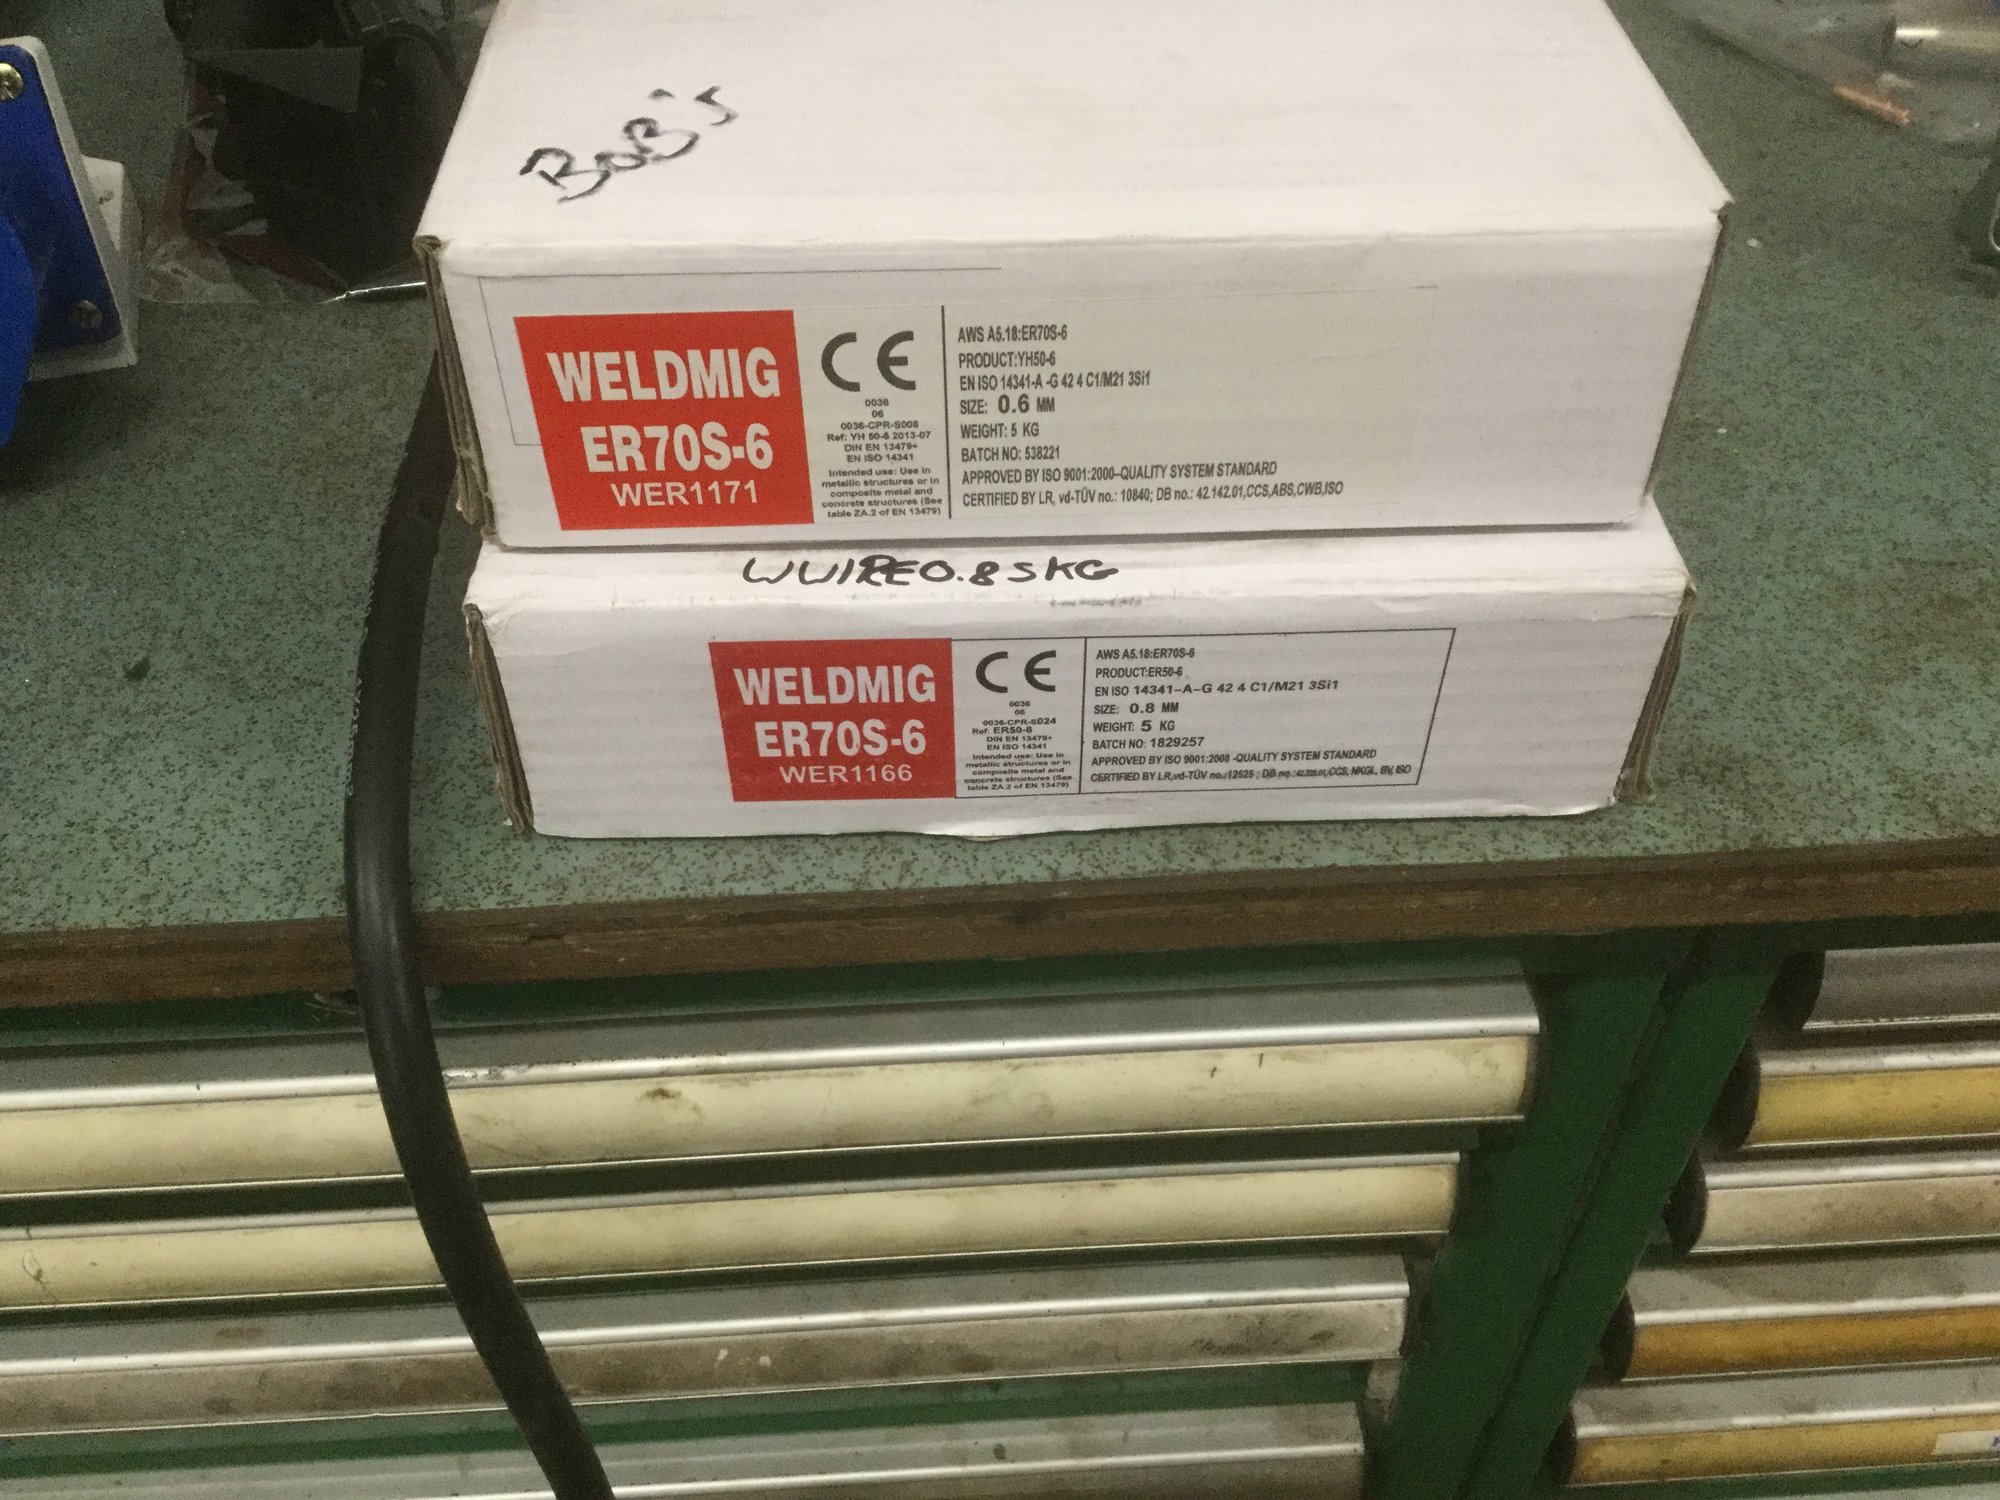 BoB's
WELDMIG
ER70S-6
WER1171
CE
0036
06
0036-CPR-S008
Ref: YH 50-6 2013-07
DIN EN 13479+
EN ISO 14341
Intended use: Use in
metallic structures or in
composite metal and
concrete structures (See
table ZA.2 of EN 13479)
AWS A5.18:ER70S-6
PRODUCT:YH50-6
EN ISO 14341-A -G 42 4 C1/M21 3Si1
SIZE: 0.6 MM
WEIGHT: 5 KG
BATCH NO: 538221
APPROVED BY ISO 9001:2000-QUALITY SYSTEM STANDARD
CERTIFIED BY LR, vd-TÜV no.: 10840; DB no.: 42.142.01,CCS,ABS,CWB,ISO
WWIRE0.85KG
WELDMIG
ER70S-6
WER1166
CE
0036
06
0036-CPR-S024
Ref: ER50-6
DIN EN 13479+
EN ISO 14341
Intended use: Use in
metallic structures or in
composite metal and
concrete structures (See
table ZA.2 of EN 13479)
AWS A5.18:ER70S-6
PRODUCT:ER50-6
EN ISO 14341-A-G 42 4 C1/M21 3Si1
SIZE: 0.8 MM
WEIGHT: 5 KG
BATCH NO: 1829257
APPROVED BY ISO 9001:2008 -QUALITY SYSTEM STANDARD
CERTIFIED BY LR,vd-TÜV no.:12525 ; DB no.:42.320.01,CCS, NKGL, BV, ISO